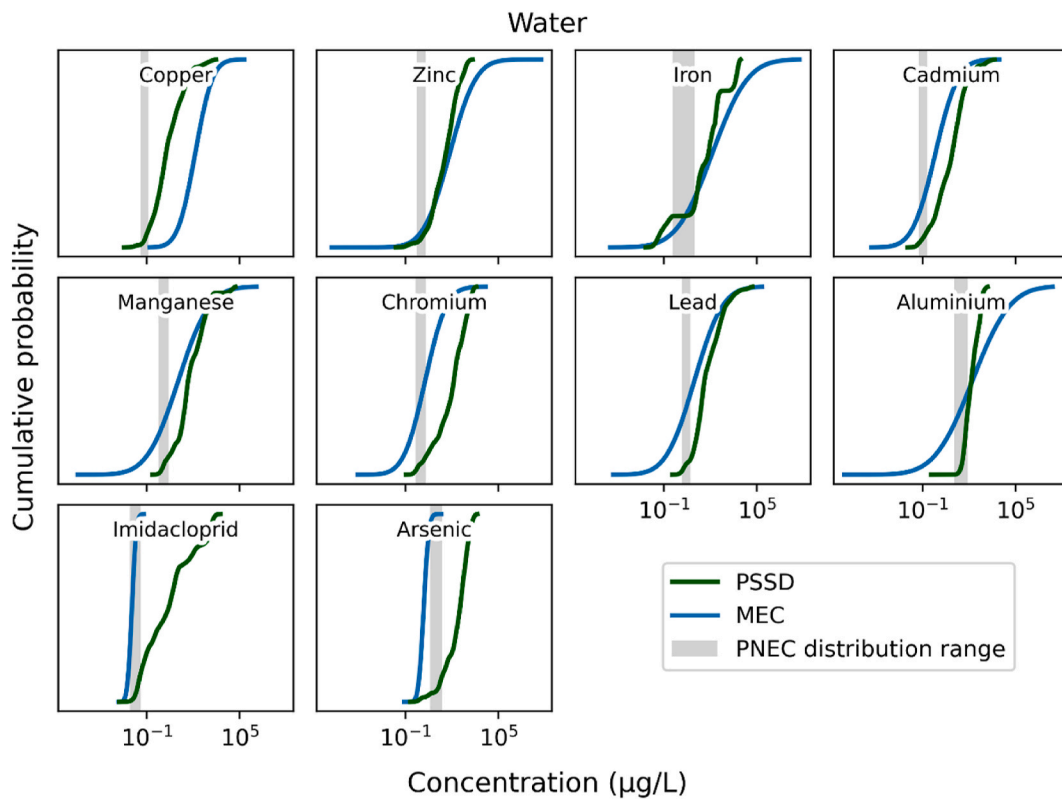 Water
Copper
Zinc
Iron
Cadmium
Manganese
Chromium
Lead
Aluminium
10⁻¹ 10⁵
10⁻¹ 10⁵
Imidacloprid
Arsenic
10⁻¹ 10⁵
10⁻¹ 10⁵
PSSD
MEC
PNEC distribution range
Cumulative probability
Concentration (µg/L)